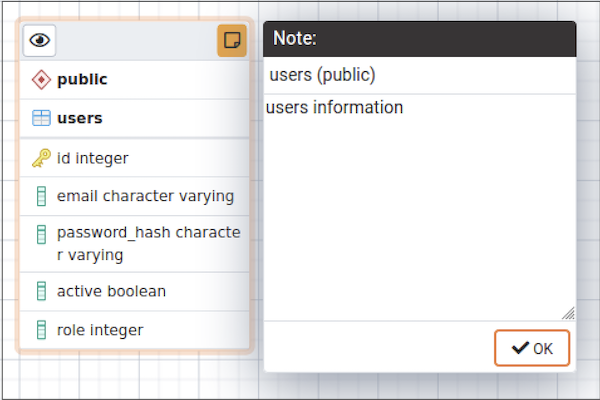 public
users
id integer
email character varying
password_hash characte
r varying
active boolean
role integer
Note:
users (public)
users information
OK